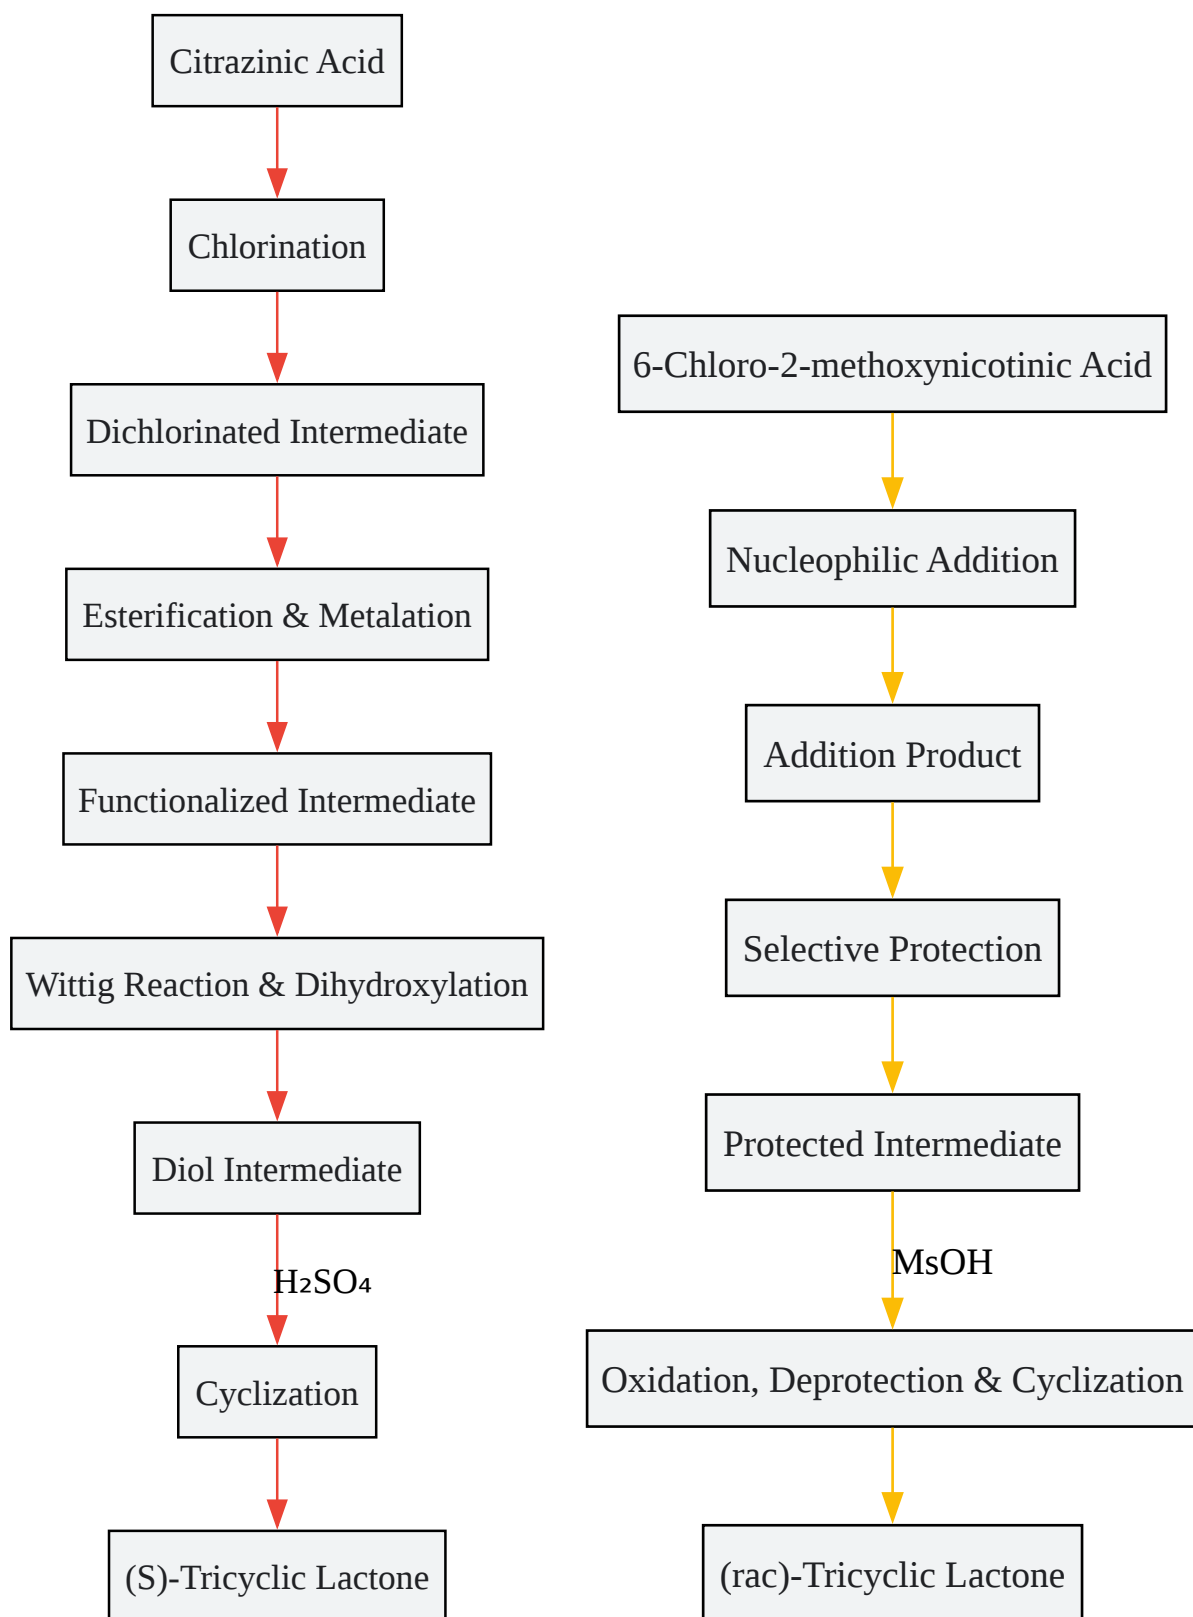 Citrazinic Acid
Chlorination
Dichlorinated Intermediate
Esterification & Metalation
Functionalized Intermediate
Wittig Reaction & Dihydroxylation
Diol Intermediate
H₂SO₄
Cyclization
(S)-Tricyclic Lactone
6-Chloro-2-methoxynicotinic Acid
Nucleophilic Addition
Addition Product
Selective Protection
Protected Intermediate
MsOH
Oxidation, Deprotection & Cyclization
(rac)-Tricyclic Lactone